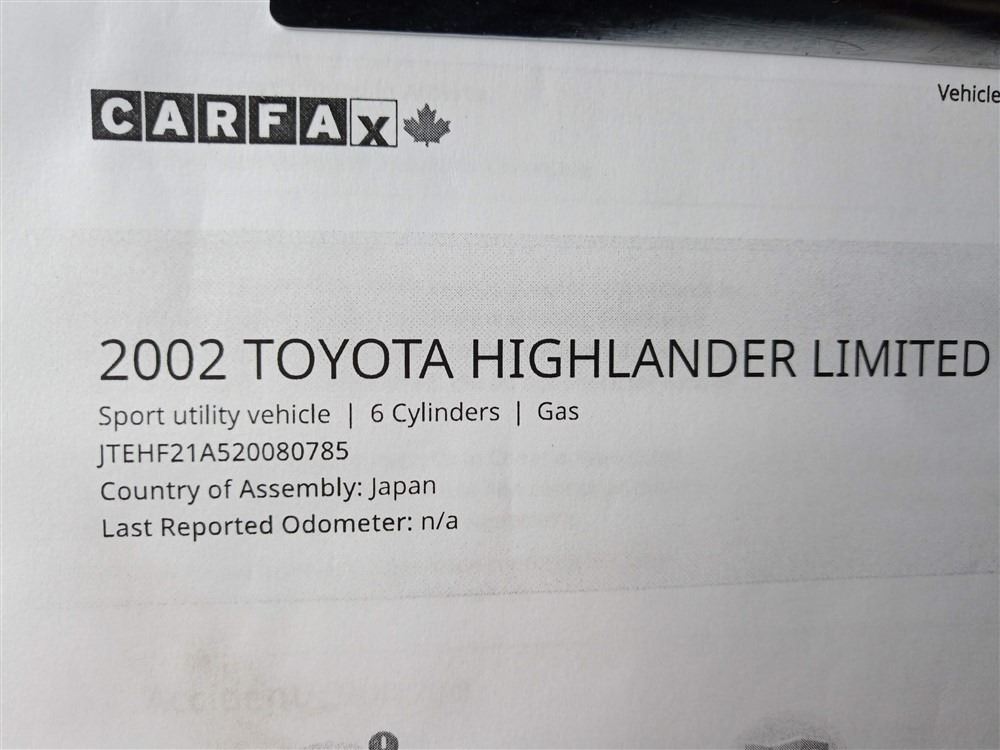 Vehicle
CARFAX
2002 TOYOTA HIGHLANDER LIMITED
Sport utility vehicle | 6 Cylinders | Gas
JTEHF21A520080785
Country of Assembly: Japan
Last Reported Odometer: n/a